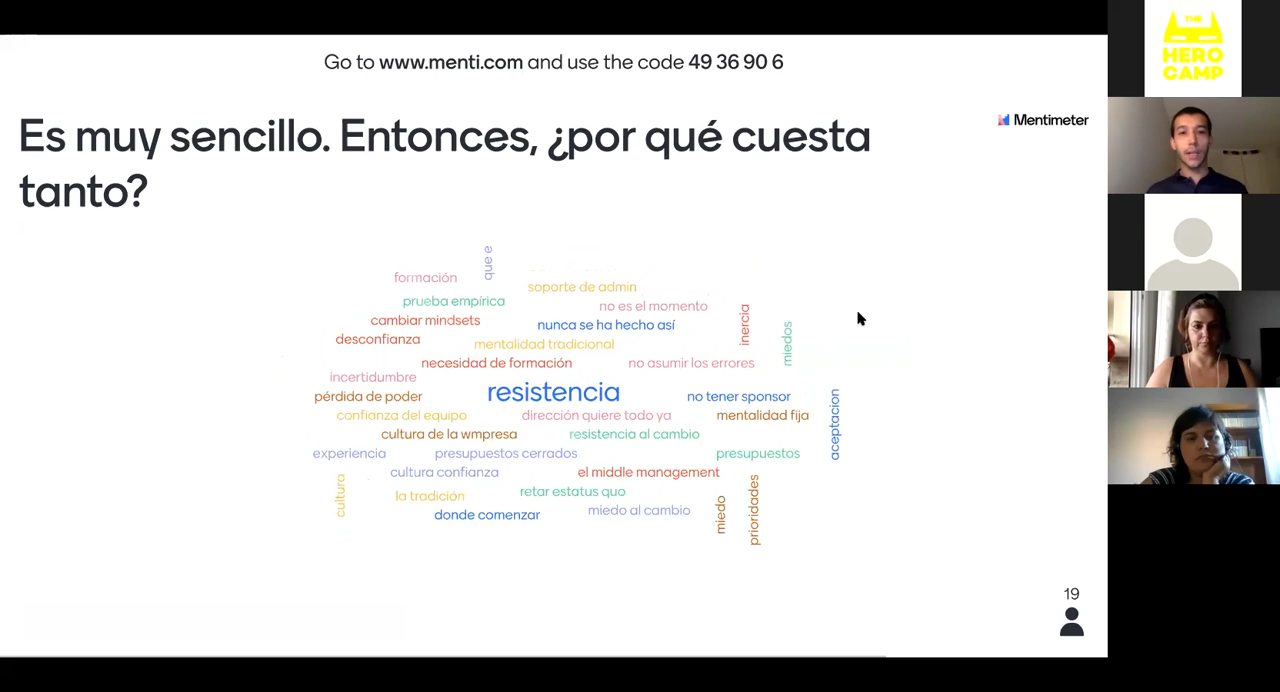 Go to www.menti.com and use the code 49 36 90 6
THE
HERO
CAMP
Mentimeter
Es muy sencillo. Entonces, ¿por qué cuesta
tanto?
que e
formación
soporte de admin
prueba empírica
no es el momento
cambiar mindsets
nunca se ha hecho así
inercia
miedos
desconfianza
mentalidad tradicional
necesidad de formación
no asumir los errores
incertidumbre
resistencia
pérdida de poder
no tener sponsor
confianza del equipo
dirección quiere todo ya
mentalidad fija
aceptacion
cultura de la wmpresa
resistencia al cambio
experiencia
presupuestos cerrados
presupuestos
cultura confianza
el middle management
cultura
la tradición
retar estatus quo
donde comenzar
miedo al cambio
miedo
prioridades
19